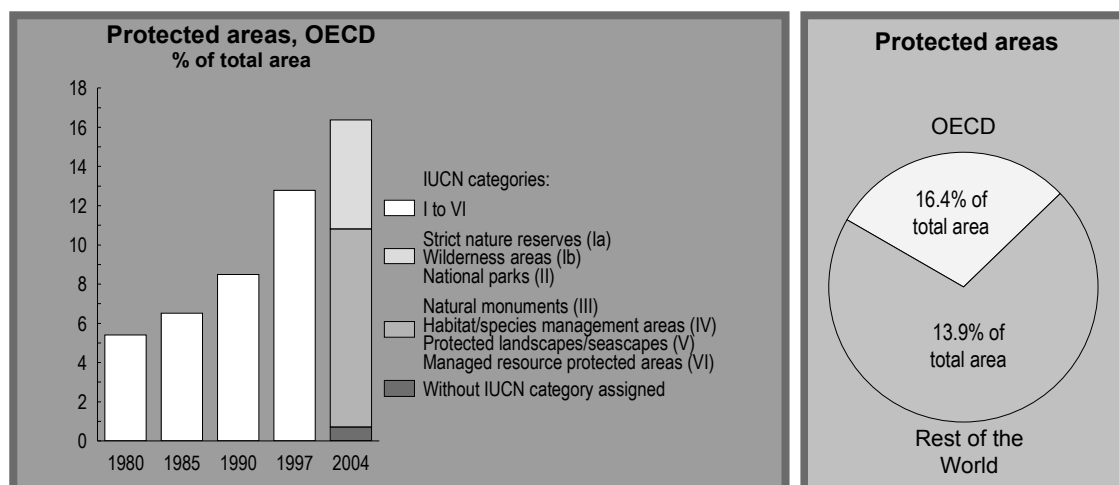 Protected areas, OECD
% of total area
18
16
14
12
10
8
6
4
2
0
1980
1985
1990
1997
2004
IUCN categories:
I to VI
Strict nature reserves (Ia)
Wilderness areas (Ib)
National parks (II)
Natural monuments (III)
Habitat/species management areas (IV)
Protected landscapes/seascapes (V)
Managed resource protected areas (VI)
Without IUCN category assigned
Protected areas
OECD
16.4% of
total area
13.9% of
total area
Rest of the
World